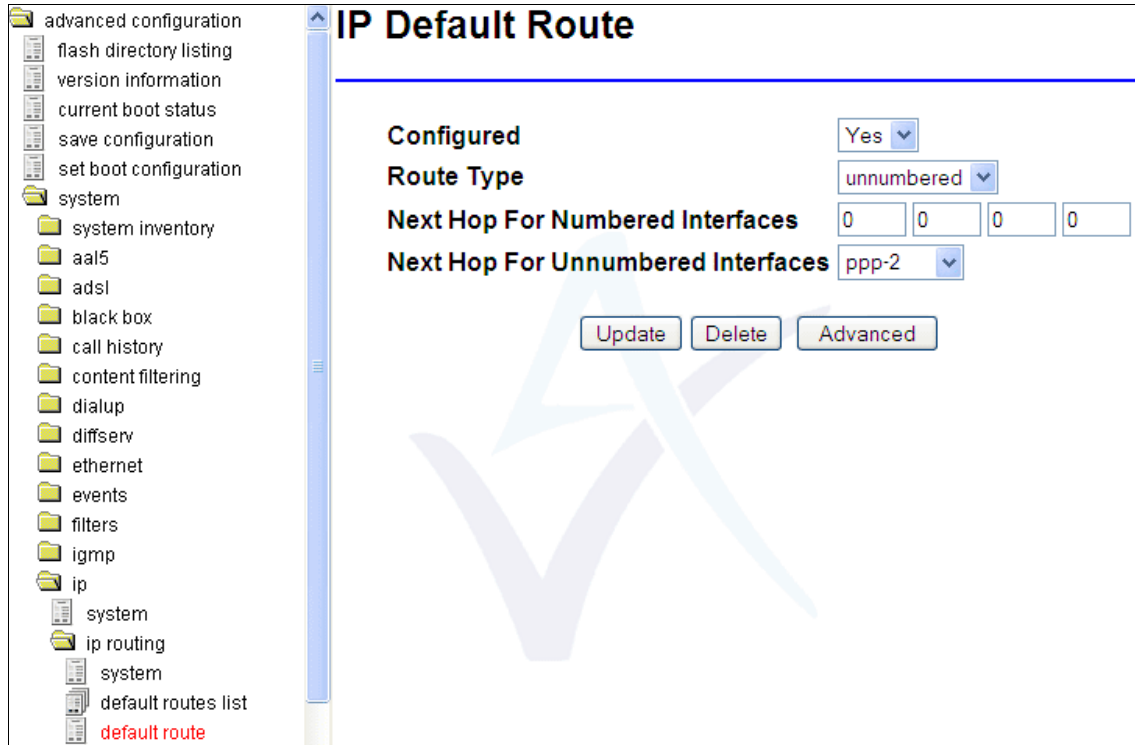 advanced configuration
flash directory listing
version information
current boot status
save configuration
set boot configuration
system
system inventory
aal5
adsl
black box
call history
content filtering
dialup
diffserv
ethernet
events
filters
igmp
ip
system
ip routing
system
default routes list
default route
IP Default Route
Configured Yes
Route Type unnumbered
Next Hop For Numbered Interfaces 0 0 0 0
Next Hop For Unnumbered Interfaces ppp-2
Update Delete Advanced